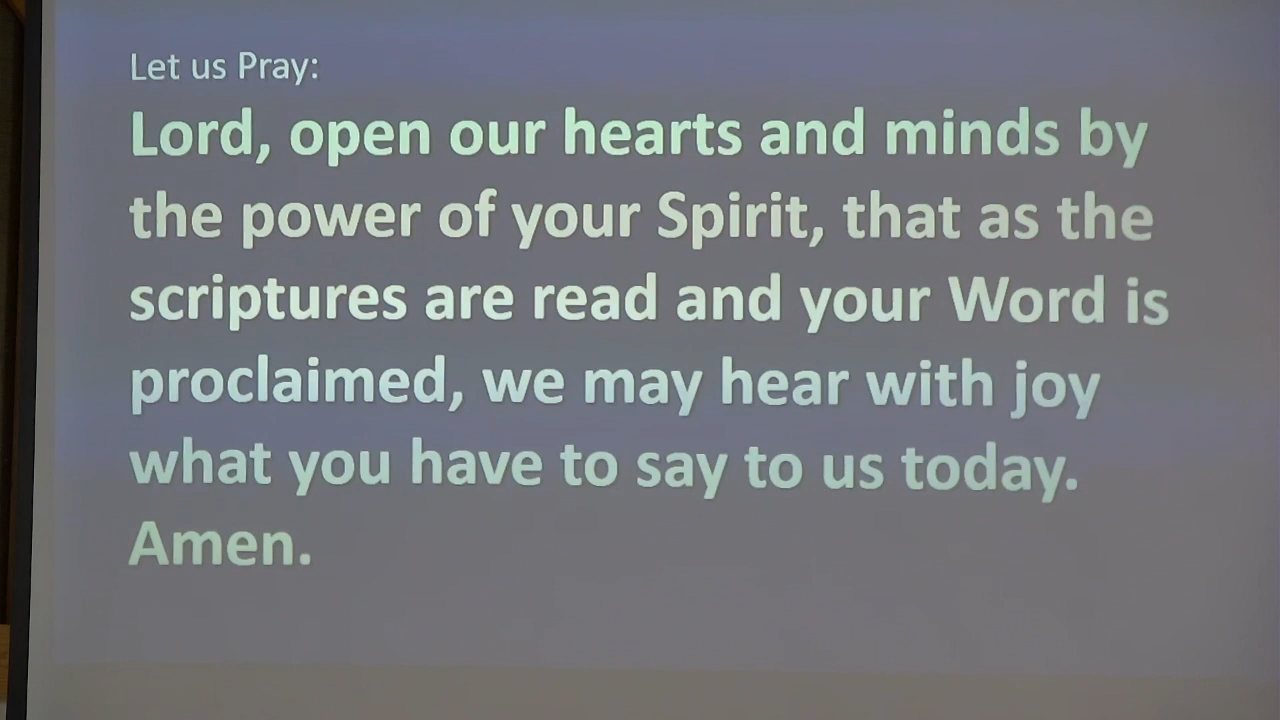 Let us Pray:
Lord, open our hearts and minds by
the power of your Spirit, that as the
scriptures are read and your Word is
proclaimed, we may hear with joy
what you have to say to us today.
Amen.